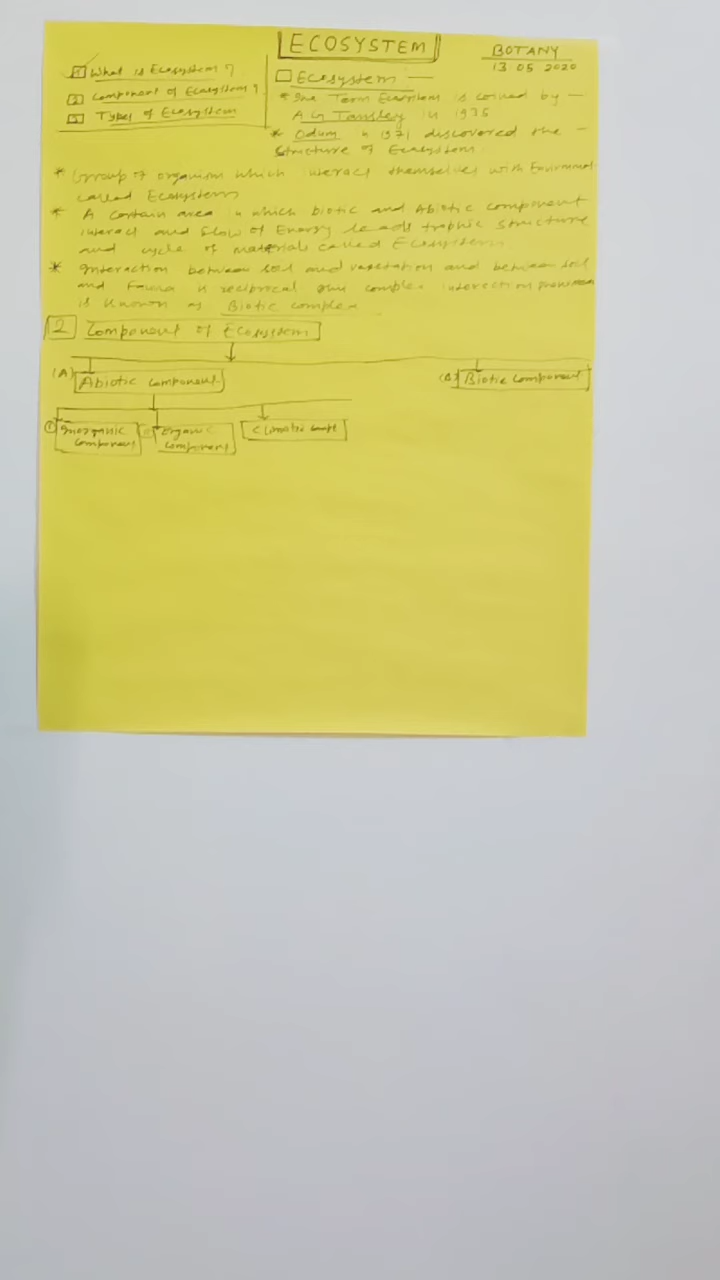 ECOSYSTEM
BOTANY
13 05 2020
1 What is Ecosystem ?
2 Component of Ecosystem ?
3 Types of Ecosystem
Ecosystem —
* The Term Ecosystem is coined by —
A G Tansley in 1935
* Odum in 1971 discovered the —
Structure of Ecosystem.
* Group of organism which interact themselves with Environment
called Ecosystem
* A certain area in which biotic and Abiotic component
interact and flow of Energy leads trophic structure
and cycle of materials called Ecosystem
* Interaction between soil and vegetation and between soil
and Fauna is reciprocal complex interaction
is known as Biotic complex
2 Component of Ecosystem
(A) Abiotic component
(B) Biotic component
① Inorganic component
Organic component
Climatic